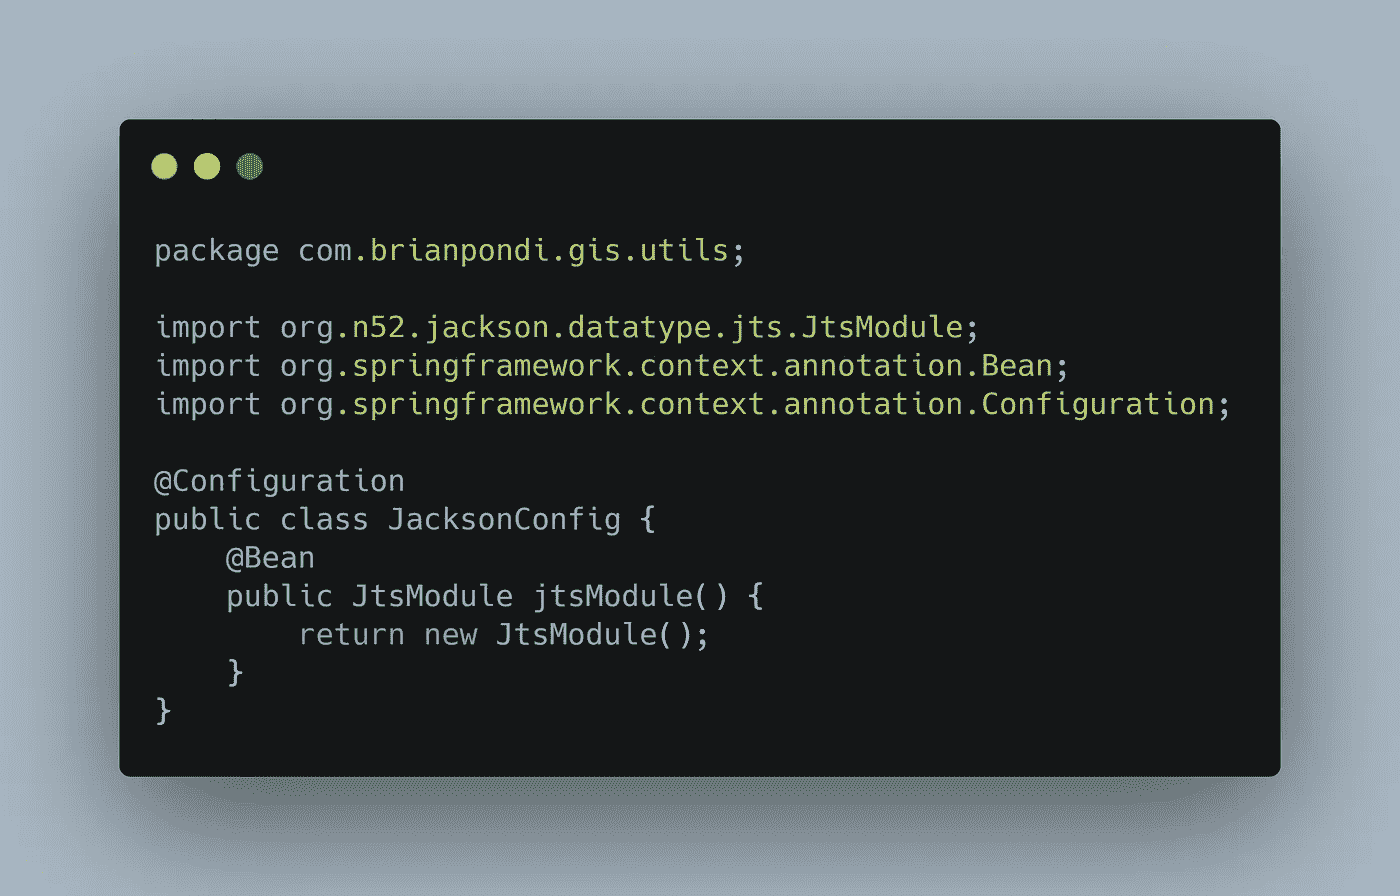 package com.brianpondi.gis.utils;

import org.n52.jackson.datatype.jts.JtsModule;
import org.springframework.context.annotation.Bean;
import org.springframework.context.annotation.Configuration;

@Configuration
public class JacksonConfig {
    @Bean
    public JtsModule jtsModule() {
        return new JtsModule();
    }
}